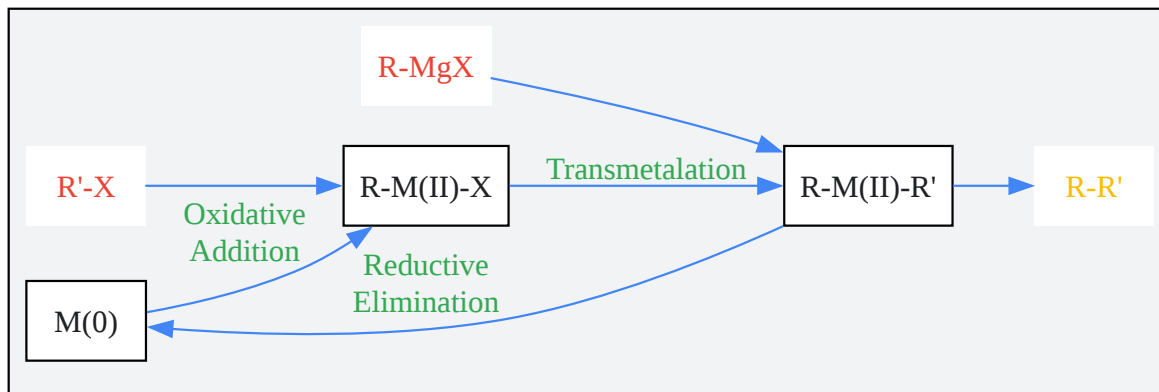 R-MgX
R'-X
R-M(II)-X
Transmetalation
R-M(II)-R'
R-R'
Oxidative
Addition
Reductive
Elimination
M(0)